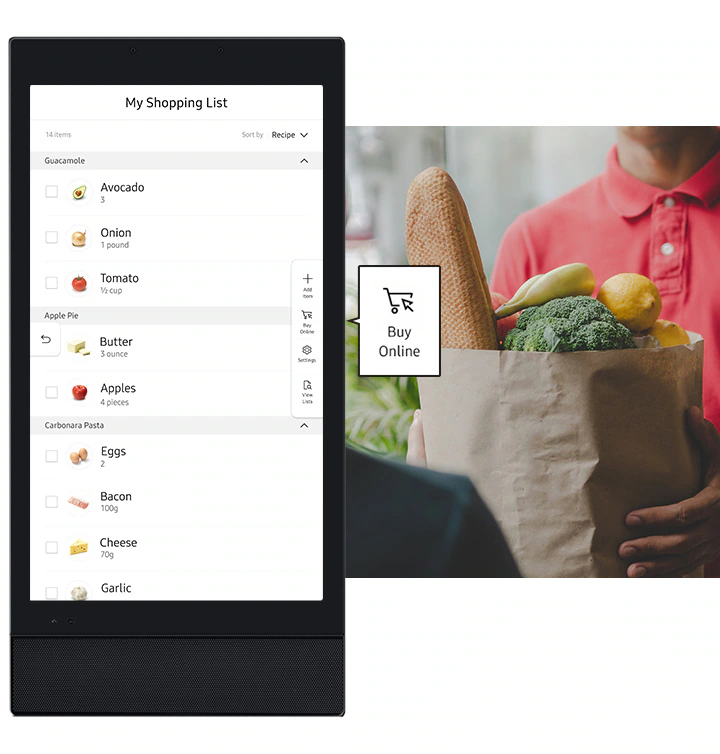 My Shopping List
14 items
Sort by Recipe
Guacamole
Avocado
3
Onion
1 pound
Tomato
½ cup
Add
Item
Buy
Online
Settings
View
Lists
Apple Pie
Butter
3 ounce
Apples
4 pieces
Carbonara Pasta
Eggs
2
Bacon
100g
Cheese
70g
Garlic
Buy
Online